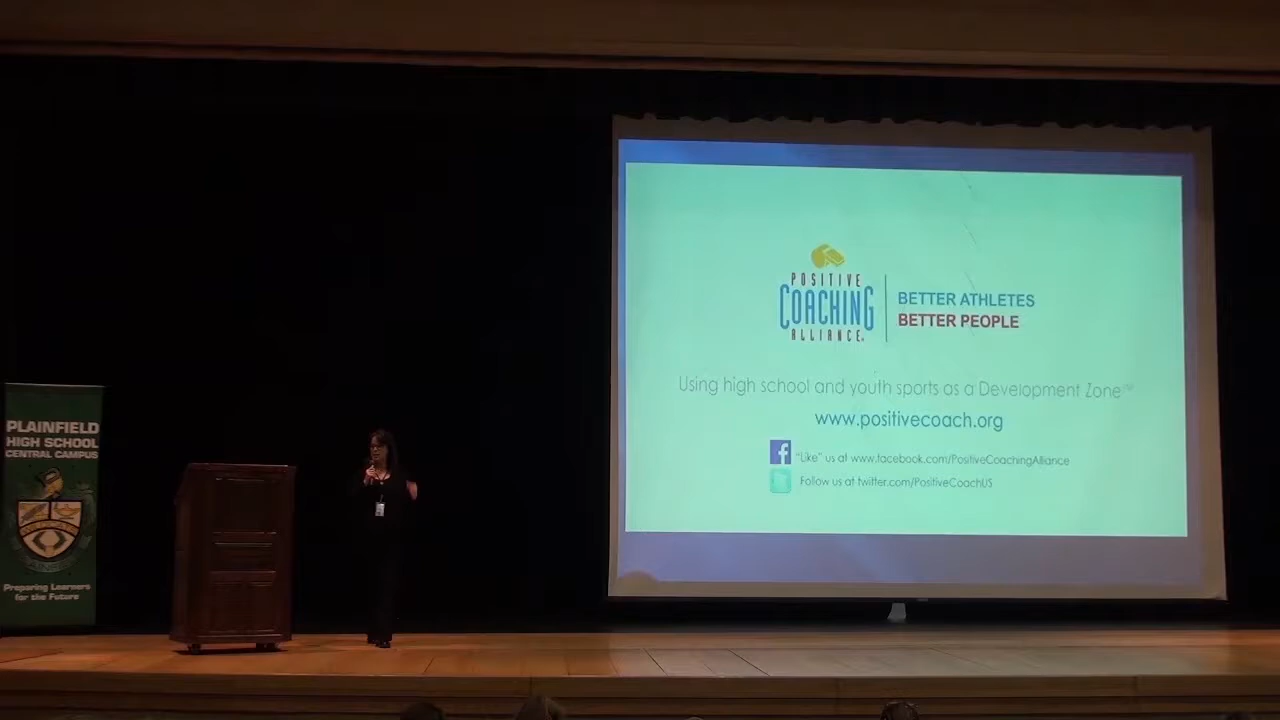 PLAINFIELD
HIGH SCHOOL
CENTRAL CAMPUS
Preparing Learners
for the Future
POSITIVE
COACHING
ALLIANCE
BETTER ATHLETES
BETTER PEOPLE
Using high school and youth sports as a Development Zone
www.positivecoach.org
"Like" us at www.facebook.com/PositiveCoachingAlliance
Follow us at twitter.com/PositiveCoachUS